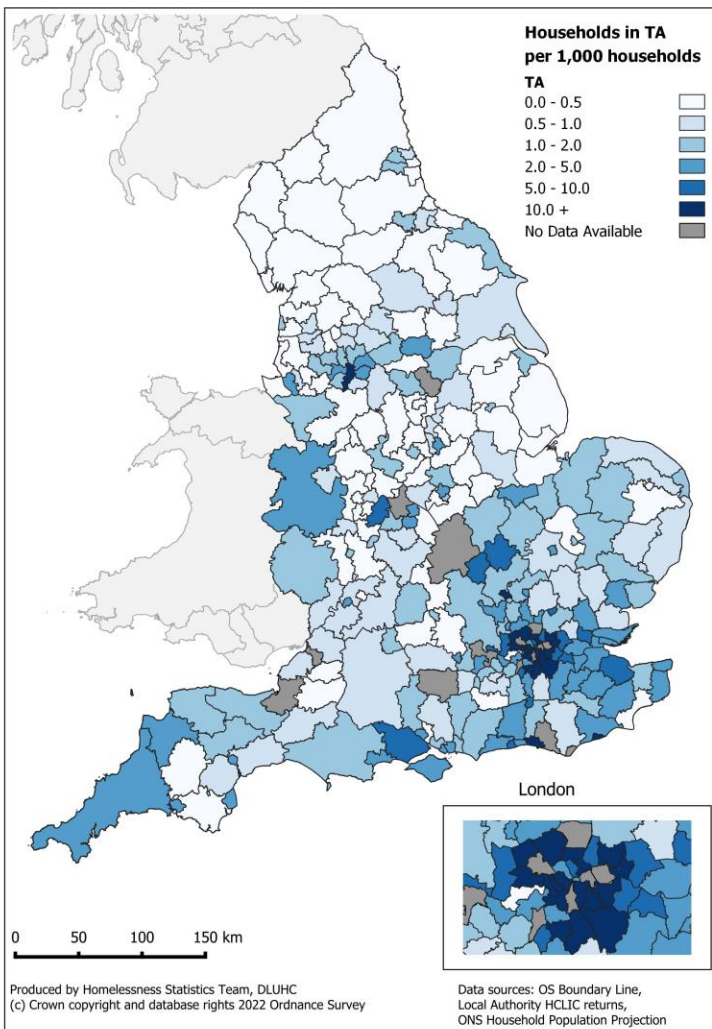 Households in TA
per 1,000 households
TA
0.0 - 0.5
0.5 - 1.0
1.0 - 2.0
2.0 - 5.0
5.0 - 10.0
10.0 +
No Data Available
London
0 50 100 150 km
Produced by Homelessness Statistics Team, DLUHC
(c) Crown copyright and database rights 2022 Ordnance Survey
Data sources: OS Boundary Line,
Local Authority HCLIC returns,
ONS Household Population Projection